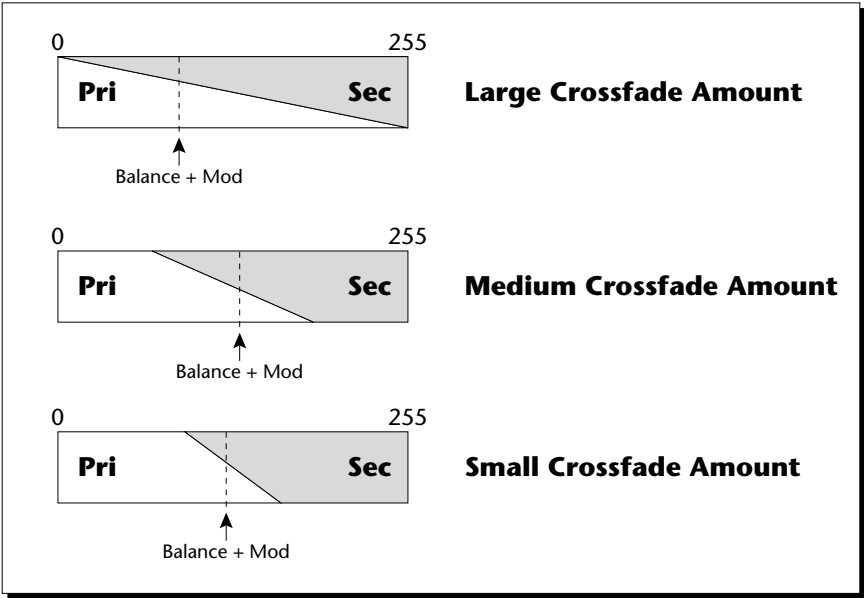 0 255
Pri Sec Large Crossfade Amount
Balance + Mod
0 255
Pri Sec Medium Crossfade Amount
Balance + Mod
0 255
Pri Sec Small Crossfade Amount
Balance + Mod